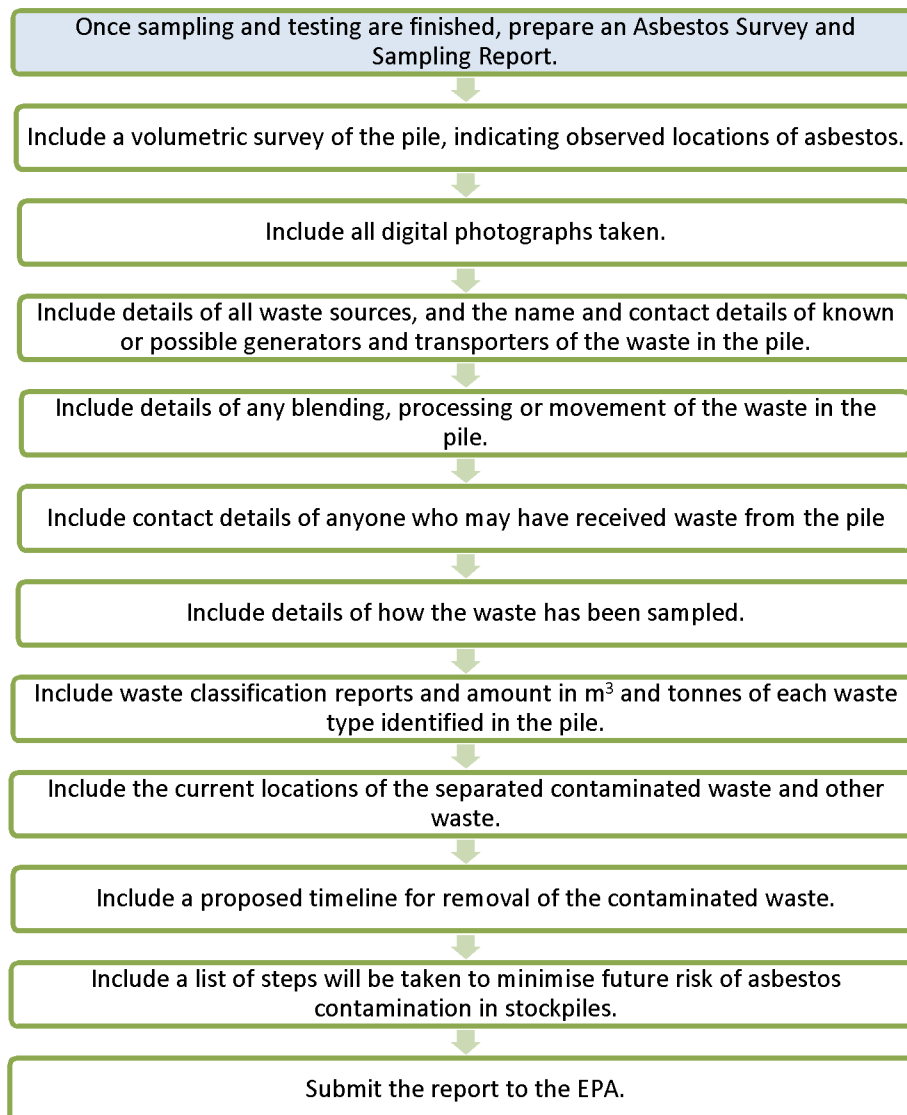 Once sampling and testing are finished, prepare an Asbestos Survey and
Sampling Report.
Include a volumetric survey of the pile, indicating observed locations of asbestos.
Include all digital photographs taken.
Include details of all waste sources, and the name and contact details of known
or possible generators and transporters of the waste in the pile.
Include details of any blending, processing or movement of the waste in the
pile.
Include contact details of anyone who may have received waste from the pile
Include details of how the waste has been sampled.
Include waste classification reports and amount in m³ and tonnes of each waste
type identified in the pile.
Include the current locations of the separated contaminated waste and other
waste.
Include a proposed timeline for removal of the contaminated waste.
Include a list of steps will be taken to minimise future risk of asbestos
contamination in stockpiles.
Submit the report to the EPA.